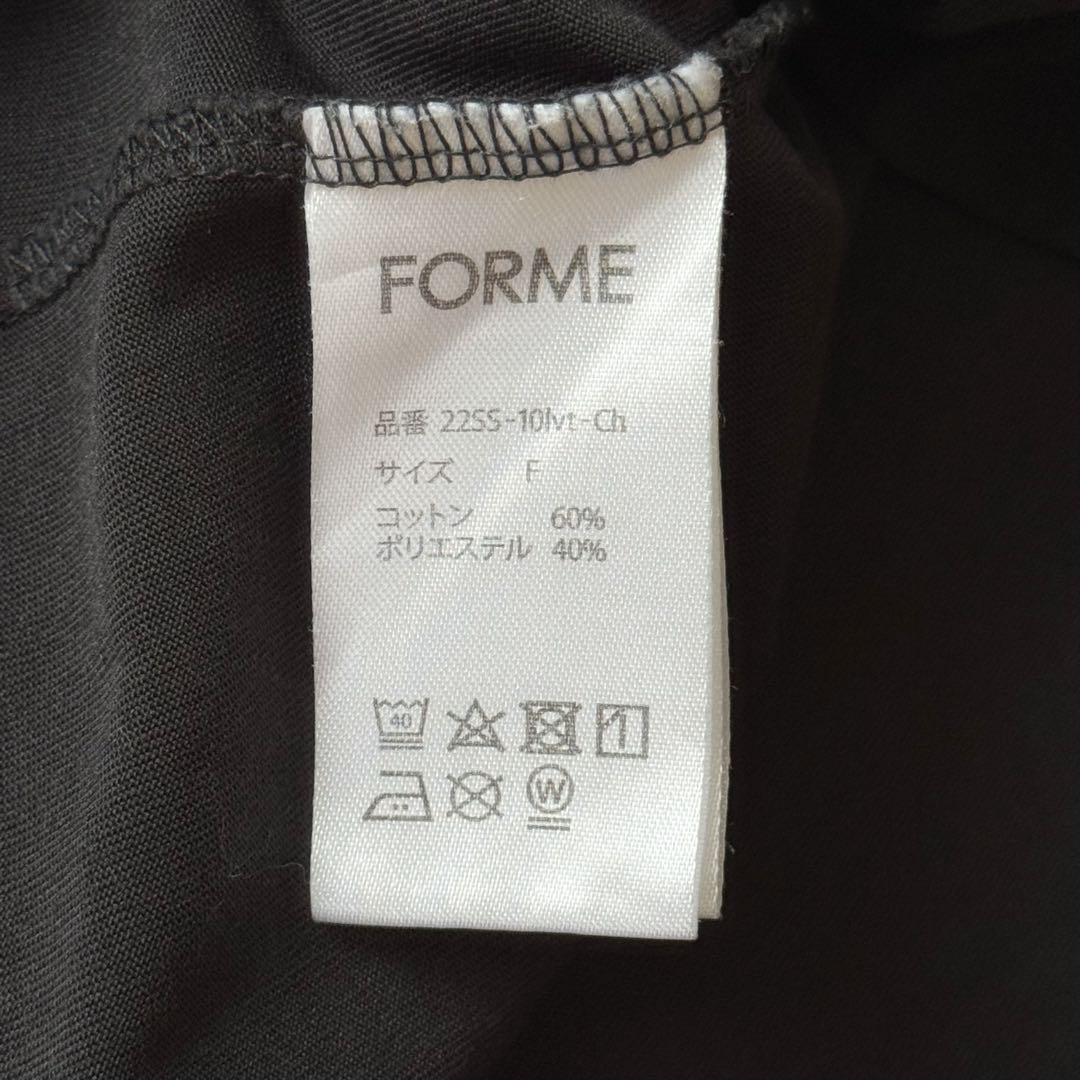 FORME
品番 22SS-10lvt-Ch
サイズ F
コットン 60%
ポリエステル 40%
40
W